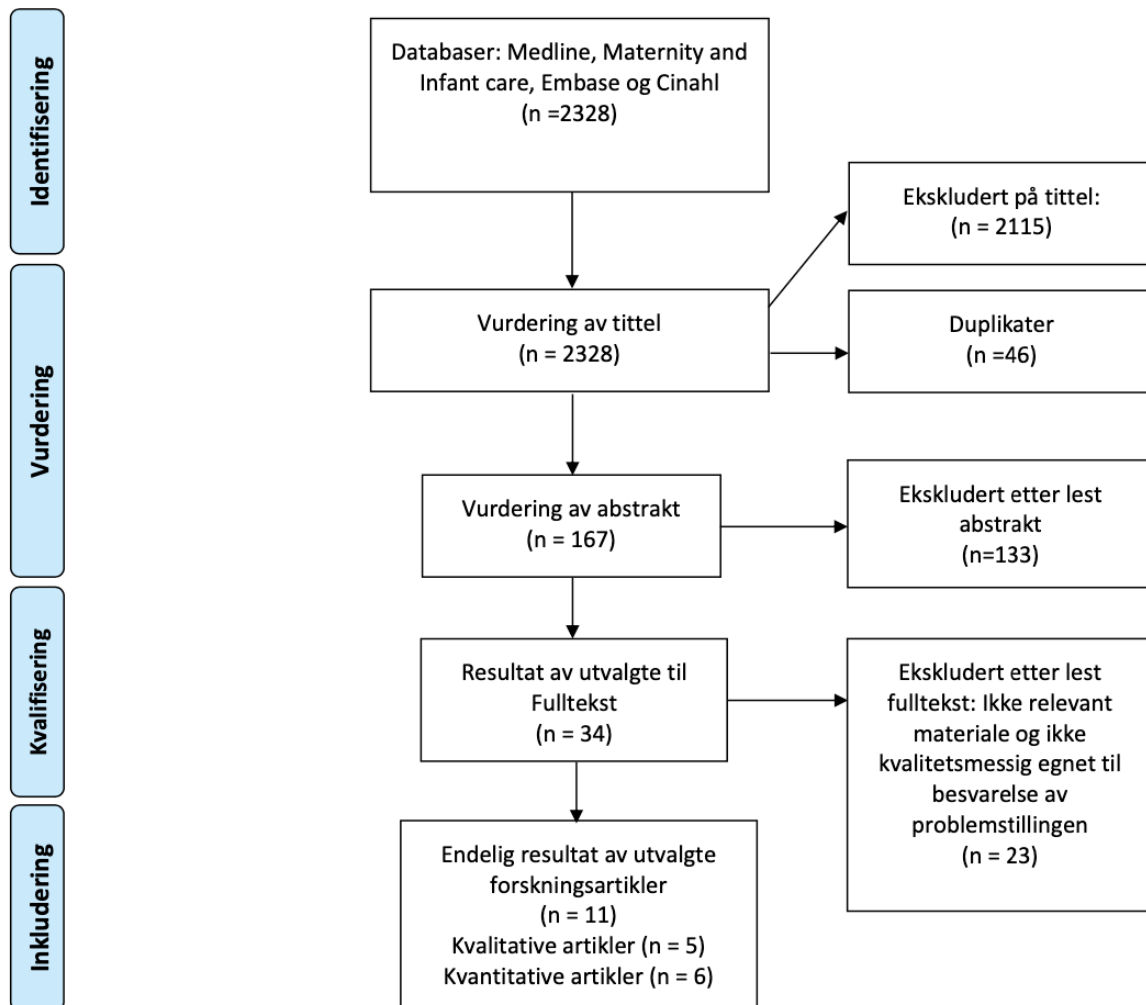 Identifisering
Databaser: Medline, Maternity and
Infant care, Embase og Cinahl
(n =2328)
Ekskludert på tittel:
(n = 2115)
Vurdering
Vurdering av tittel
(n = 2328)
Duplikater
(n =46)
Vurdering av abstrakt
(n = 167)
Ekskludert etter lest
abstrakt
(n=133)
Kvalifisering
Resultat av utvalgte til
Fulltekst
(n = 34)
Ekskludert etter lest
fulltekst: Ikke relevant
materiale og ikke
kvalitetsmessig egnet til
besvarelse av
problemstillingen
(n = 23)
Inkludering
Endelig resultat av utvalgte
forskningsartikler
(n = 11)
Kvalitative artikler (n = 5)
Kvantitative artikler (n = 6)